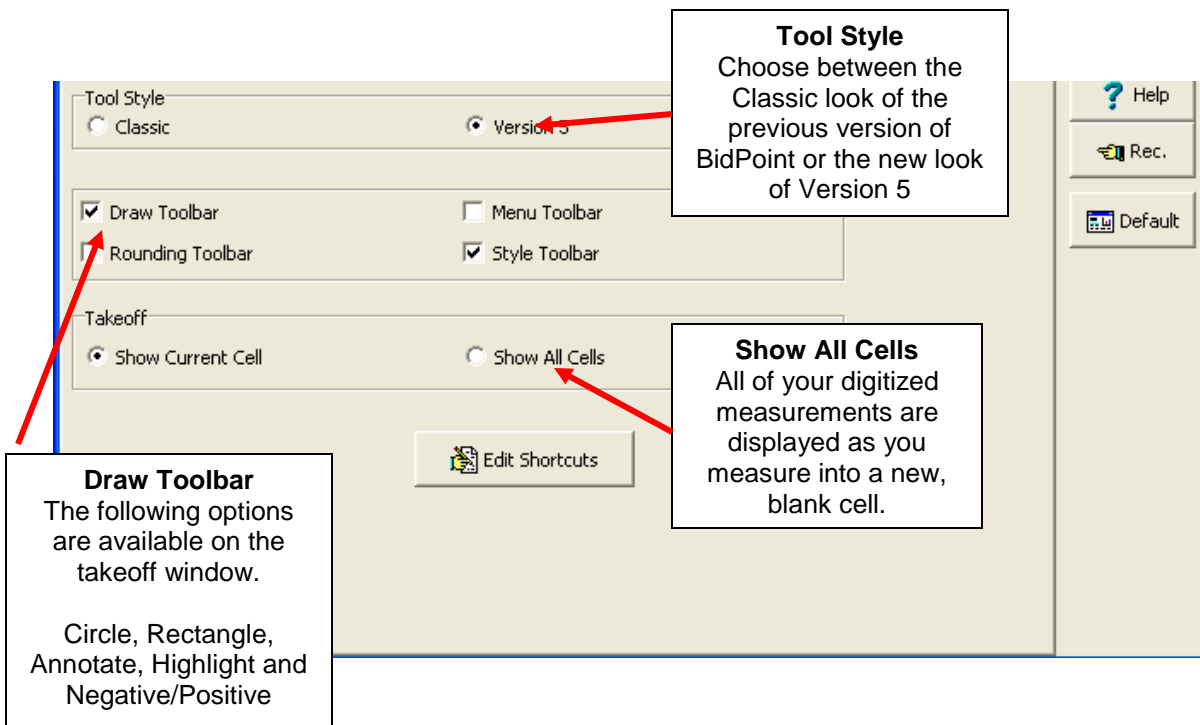 Tool Style
Choose between the
Classic look of the
previous version of
BidPoint or the new look
of Version 5
Tool Style
Classic
Version 5
Help
Rec.
Default
Draw Toolbar
Menu Toolbar
Rounding Toolbar
Style Toolbar
Takeoff
Show Current Cell
Show All Cells
Show All Cells
All of your digitized
measurements are
displayed as you
measure into a new,
blank cell.
Edit Shortcuts
Draw Toolbar
The following options
are available on the
takeoff window.
Circle, Rectangle,
Annotate, Highlight and
Negative/Positive